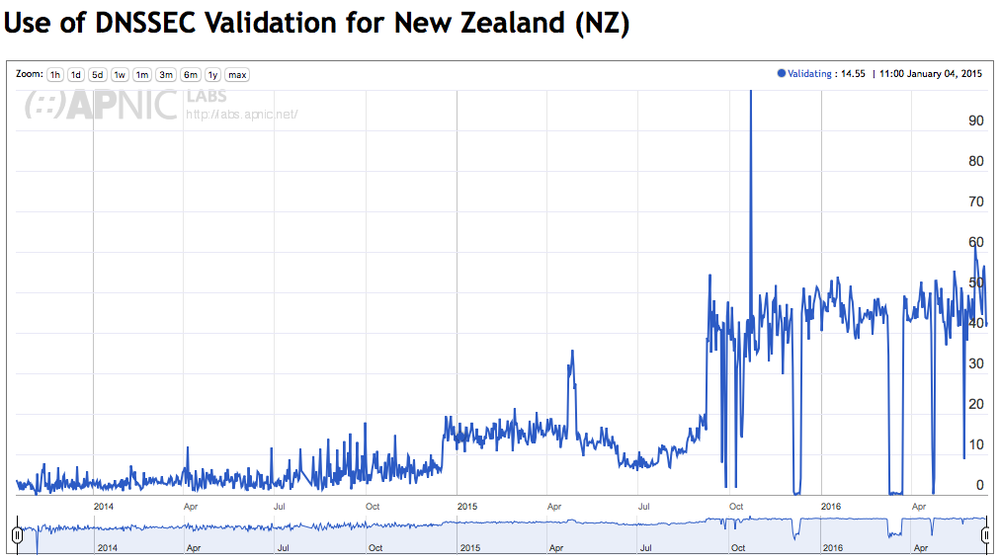 Use of DNSSEC Validation for New Zealand (NZ)
Zoom: 1h 1d 5d 1w 1m 3m 6m 1y max
Validating : 14.55 | 11:00 January 04, 2015
(::)APNIC LABS
http://labs.apnic.net/
90
80
70
60
50
40
30
20
10
0
2014 Apr Jul Oct 2015 Apr Jul Oct 2016 Apr
2014 Apr Jul Oct 2015 Apr Jul Oct 2016 Apr